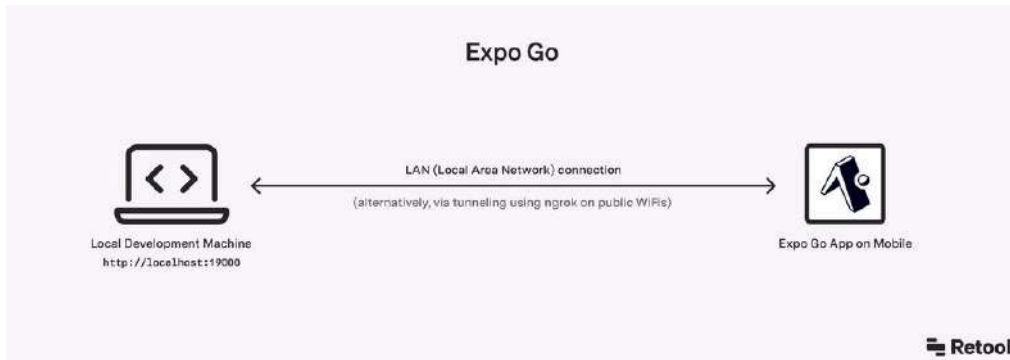 Expo Go
LAN (Local Area Network) connection
(alternatively, via tunneling using ngrok on public WiFis)
Local Development Machine
http://localhost:19000
Expo Go App on Mobile
Retool